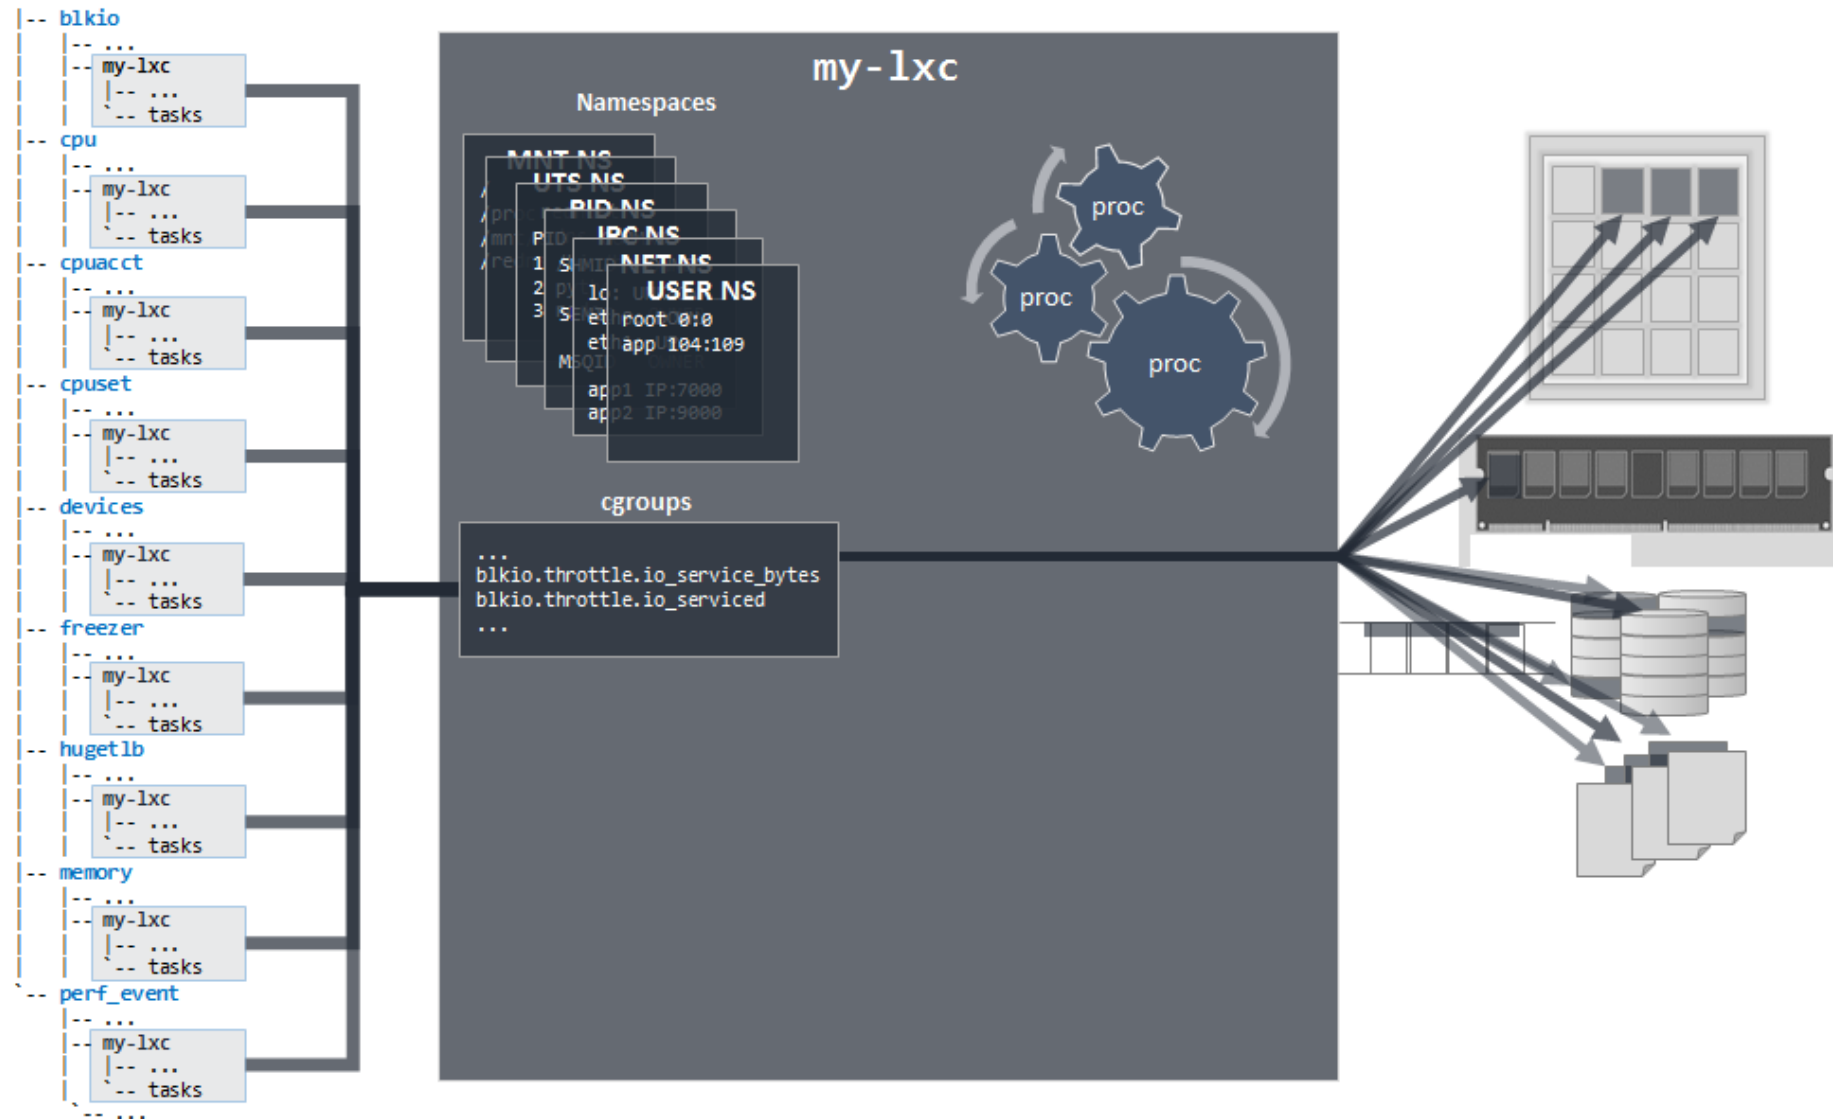 |-- blkio
|   |-- ...
|   |-- my-lxc
|   |   |-- ...
|   |   `-- tasks
|-- cpu
|   |-- ...
|   |-- my-lxc
|   |   |-- ...
|   |   `-- tasks
|-- cpuacct
|   |-- ...
|   |-- my-lxc
|   |   |-- ...
|   |   `-- tasks
|-- cpuset
|   |-- ...
|   |-- my-lxc
|   |   |-- ...
|   |   `-- tasks
|-- devices
|   |-- ...
|   |-- my-lxc
|   |   |-- ...
|   |   `-- tasks
|-- freezer
|   |-- ...
|   |-- my-lxc
|   |   |-- ...
|   |   `-- tasks
|-- hugetlb
|   |-- ...
|   |-- my-lxc
|   |   |-- ...
|   |   `-- tasks
|-- memory
|   |-- ...
|   |-- my-lxc
|   |   |-- ...
|   |   `-- tasks
`-- perf_event
    |-- ...
    |-- my-lxc
    |   |-- ...
    |   `-- tasks
    `-- ...
my-lxc
Namespaces
MNT NS
UTS NS
PID NS
IPC NS
NET NS
app1 IP:7000
app2 IP:9000
USER NS
root 0:0
app 104:109
proc
proc
proc
cgroups
...
blkio.throttle.io_service_bytes
blkio.throttle.io_serviced
...